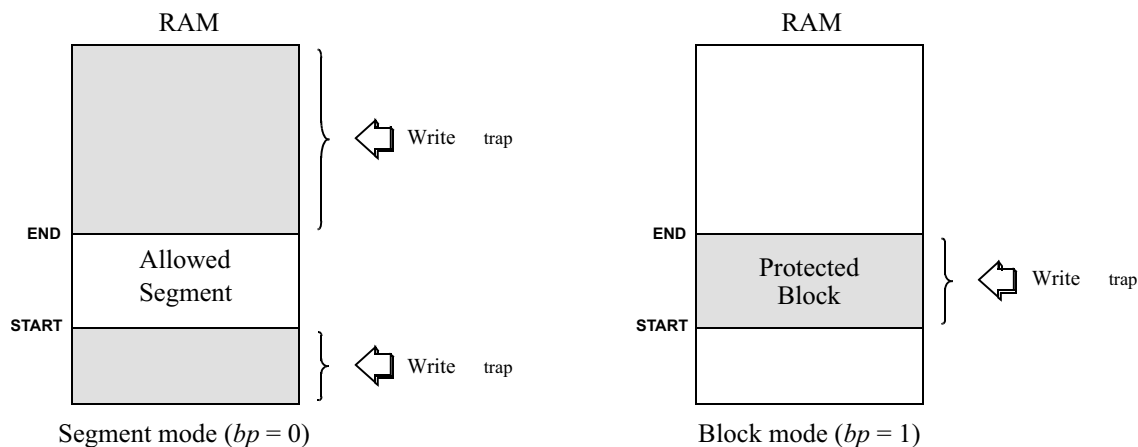 RAM
Write trap
END
Allowed
Segment
START
Write trap
Segment mode (bp = 0)
RAM
END
Protected
Block
Write trap
START
Block mode (bp = 1)